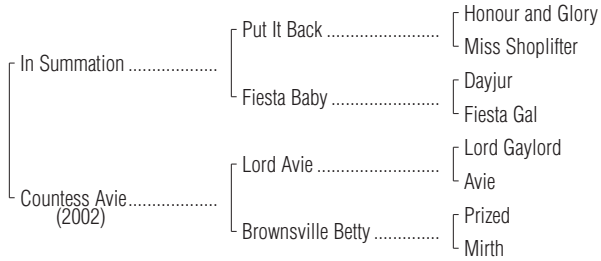 Honour and Glory
Put It Back ........................
Miss Shoplifter
In Summation ...................
Dayjur
Fiesta Baby .......................
Fiesta Gal
Lord Gaylord
Lord Avie ..........................
Avie
Countess Avie...................
(2002)
Prized
Brownsville Betty ..............
Mirth